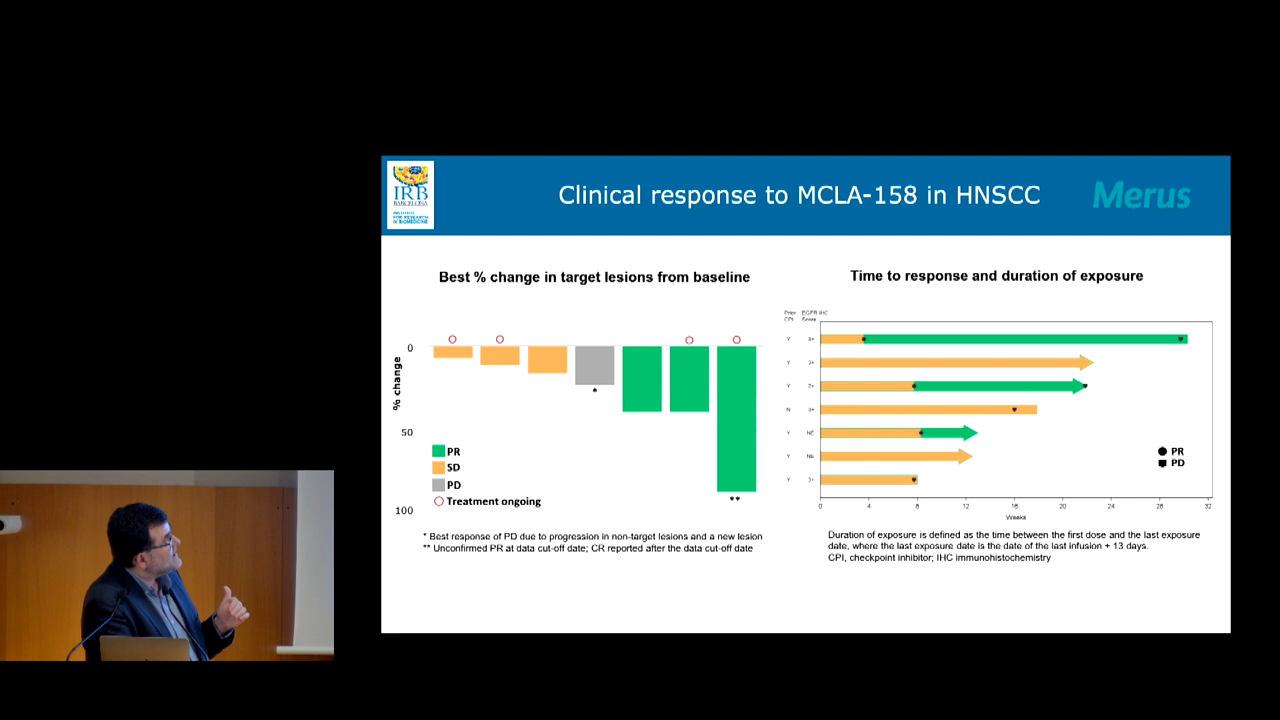 IRB
BARCELONA
INSTITUTE
FOR RESEARCH
IN BIOMEDICINE
Clinical response to MCLA-158 in HNSCC
Merus
Best % change in target lesions from baseline
% change
0
50
100
PR
SD
PD
Treatment ongoing
*
**
* Best response of PD due to progression in non-target lesions and a new lesion
** Unconfirmed PR at data cut-off date; CR reported after the data cut-off date
Time to response and duration of exposure
Prior EGFR IHC
CPI Score
Y 3+
Y 3+
Y 2+
N 3+
Y NE
Y NE
Y 3+
PR
PD
0 4 8 12 16 20 24 28 32
Weeks
Duration of exposure is defined as the time between the first dose and the last exposure
date, where the last exposure date is the date of the last infusion + 13 days.
CPI, checkpoint inhibitor; IHC immunohistochemistry